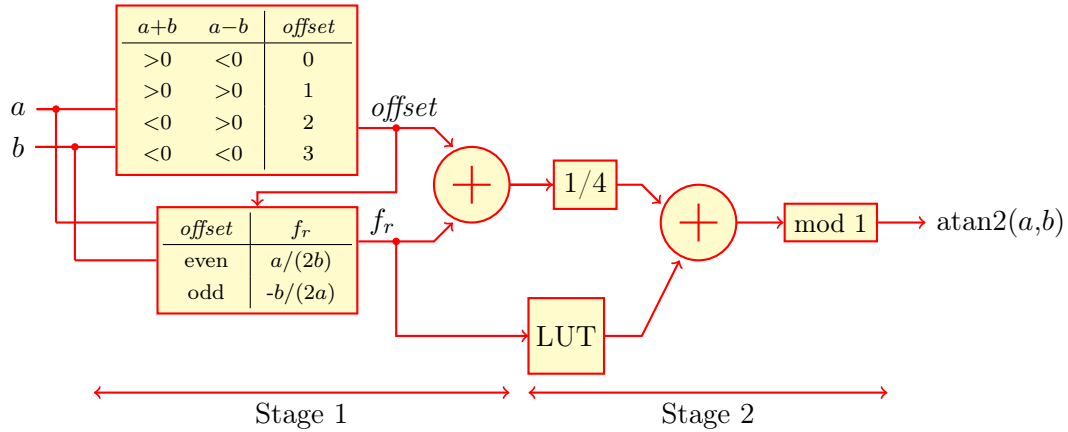 a+b a−b offset
>0 <0 0
>0 >0 1
<0 >0 2
<0 <0 3
a
b
offset
offset f_r
even a/(2b)
odd -b/(2a)
f_r
+
1/4
+
mod 1
atan2(a,b)
LUT
Stage 1
Stage 2